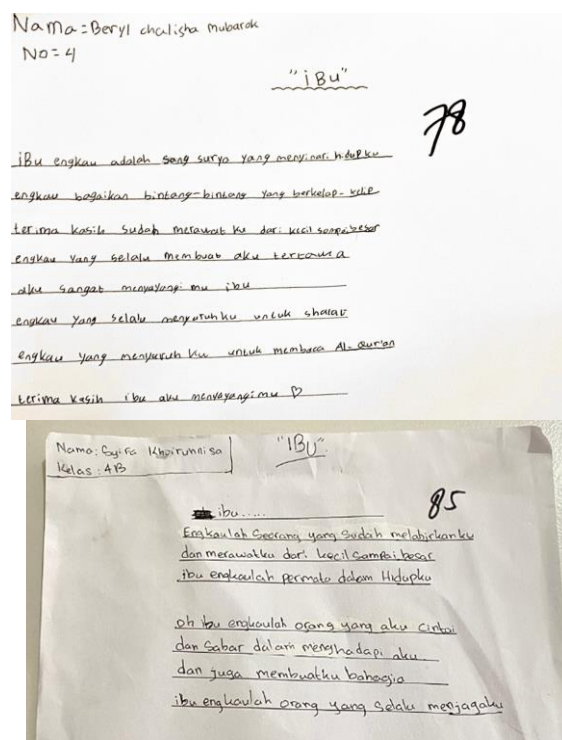 Nama = Beryl chalisha mubarok
No = 4
"iBu"
78
iBu engkau adalah sang surya yang menyinari hidupku
engkau bagaikan bintang-bintang yang berkelap-kelip
terima kasih sudah merawat ku dari kecil sampai besar
engkau yang selalu membuat aku tertawa
aku sangat menyayangi mu ibu
engkau yang selalu menyuruhku untuk shalat
engkau yang menyuruh ku untuk membaca AL-Qur'an
terima kasih ibu aku menyayangimu ♡
Nama: Syifa Khoirunnisa
Kelas : 4B
"IBU"
85
ibu.....
Engkaulah Seorang yang sudah melahirkanku
dan merawatku dari kecil sampai besar
ibu engkaulah permata dalam Hidupku
oh ibu engkaulah orang yang aku cintai
dan Sabar dalam menghadapi aku
dan juga membuatku bahagia
ibu engkaulah orang yang selalu menjagaku